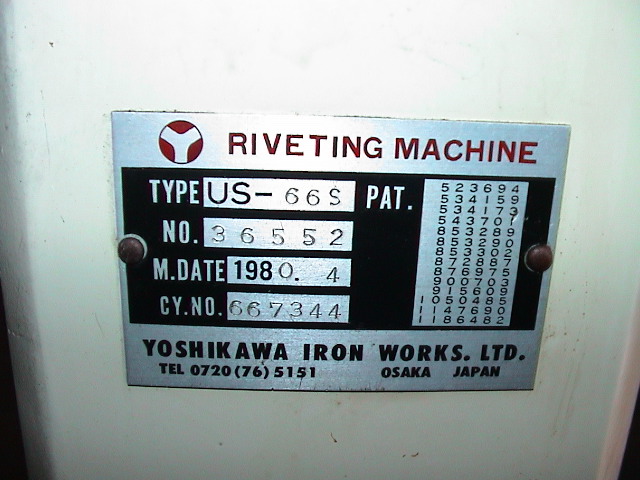 RIVETING MACHINE
TYPE US-66S PAT.
NO. 36552
M.DATE 1980. 4
CY.NO. 667344
523694
534159
534173
543707
853289
853290
853302
872887
876975
900703
915609
1050485
1147690
1186482
YOSHIKAWA IRON WORKS. LTD.
TEL 0720(76)5151 OSAKA JAPAN